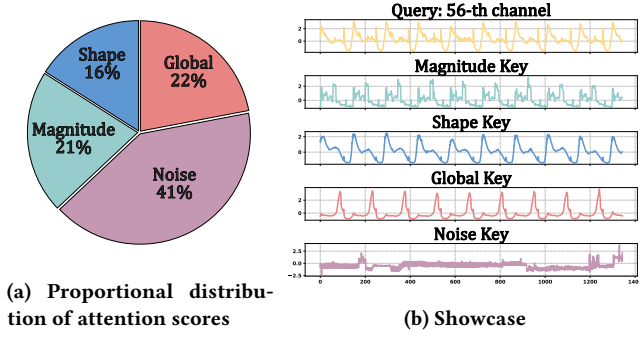 Shape
16%
Global
22%
Magnitude
21%
Noise
41%
(a) Proportional distribu-
tion of attention scores
Query: 56-th channel
2
0
Magnitude Key
2
0
Shape Key
2
0
Global Key
2
0
Noise Key
2.5
0.0
−2.5
0 200 400 600 800 1000 1200 140
(b) Showcase